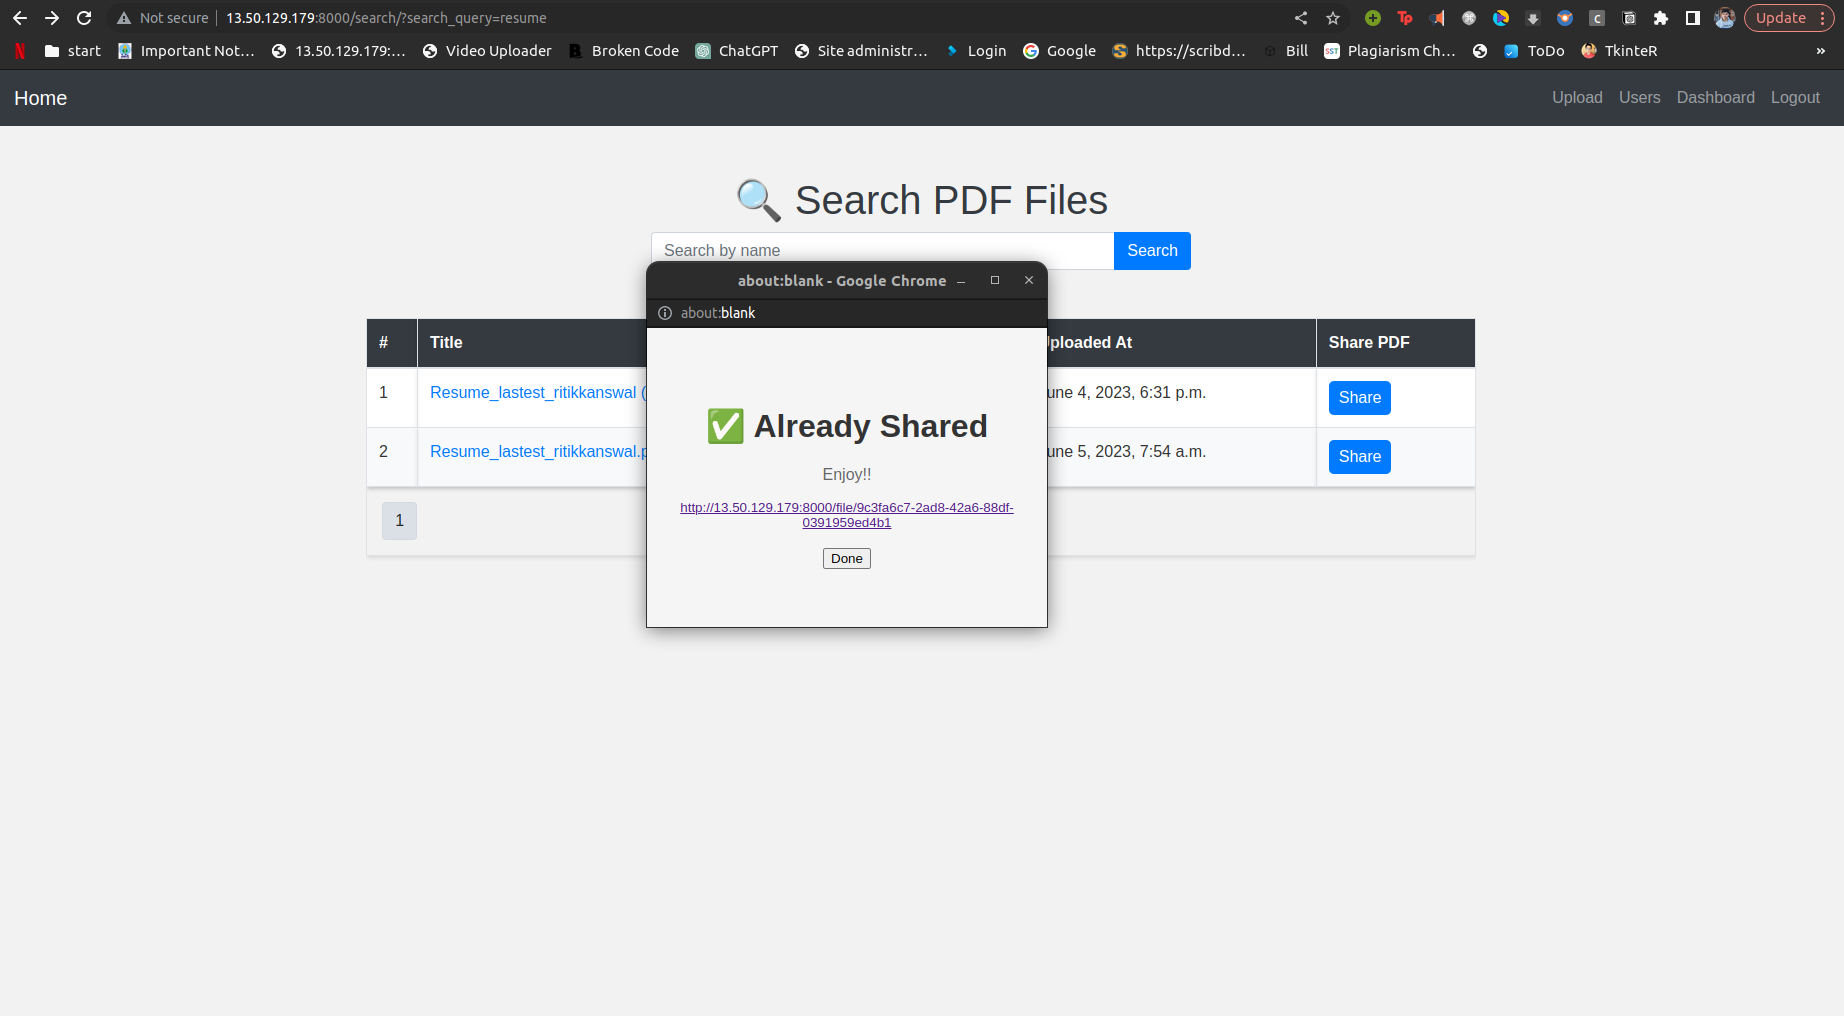 Not secure 13.50.129.179:8000/search/?search_query=resume Update
start Important Not... 13.50.129.179:... Video Uploader Broken Code ChatGPT Site administr... Login Google https://scribd... Bill SST Plagiarism Ch... ToDo TkinteR »
Home Upload Users Dashboard Logout
Search PDF Files
Search by name Search
about:blank - Google Chrome
about:blank
# Title Uploaded At Share PDF
1 Resume_lastest_ritikkanswal ( une 4, 2023, 6:31 p.m. Share
2 Resume_lastest_ritikkanswal.p une 5, 2023, 7:54 a.m. Share
1
Already Shared
Enjoy!!
http://13.50.129.179:8000/file/9c3fa6c7-2ad8-42a6-88df-
0391959ed4b1
Done